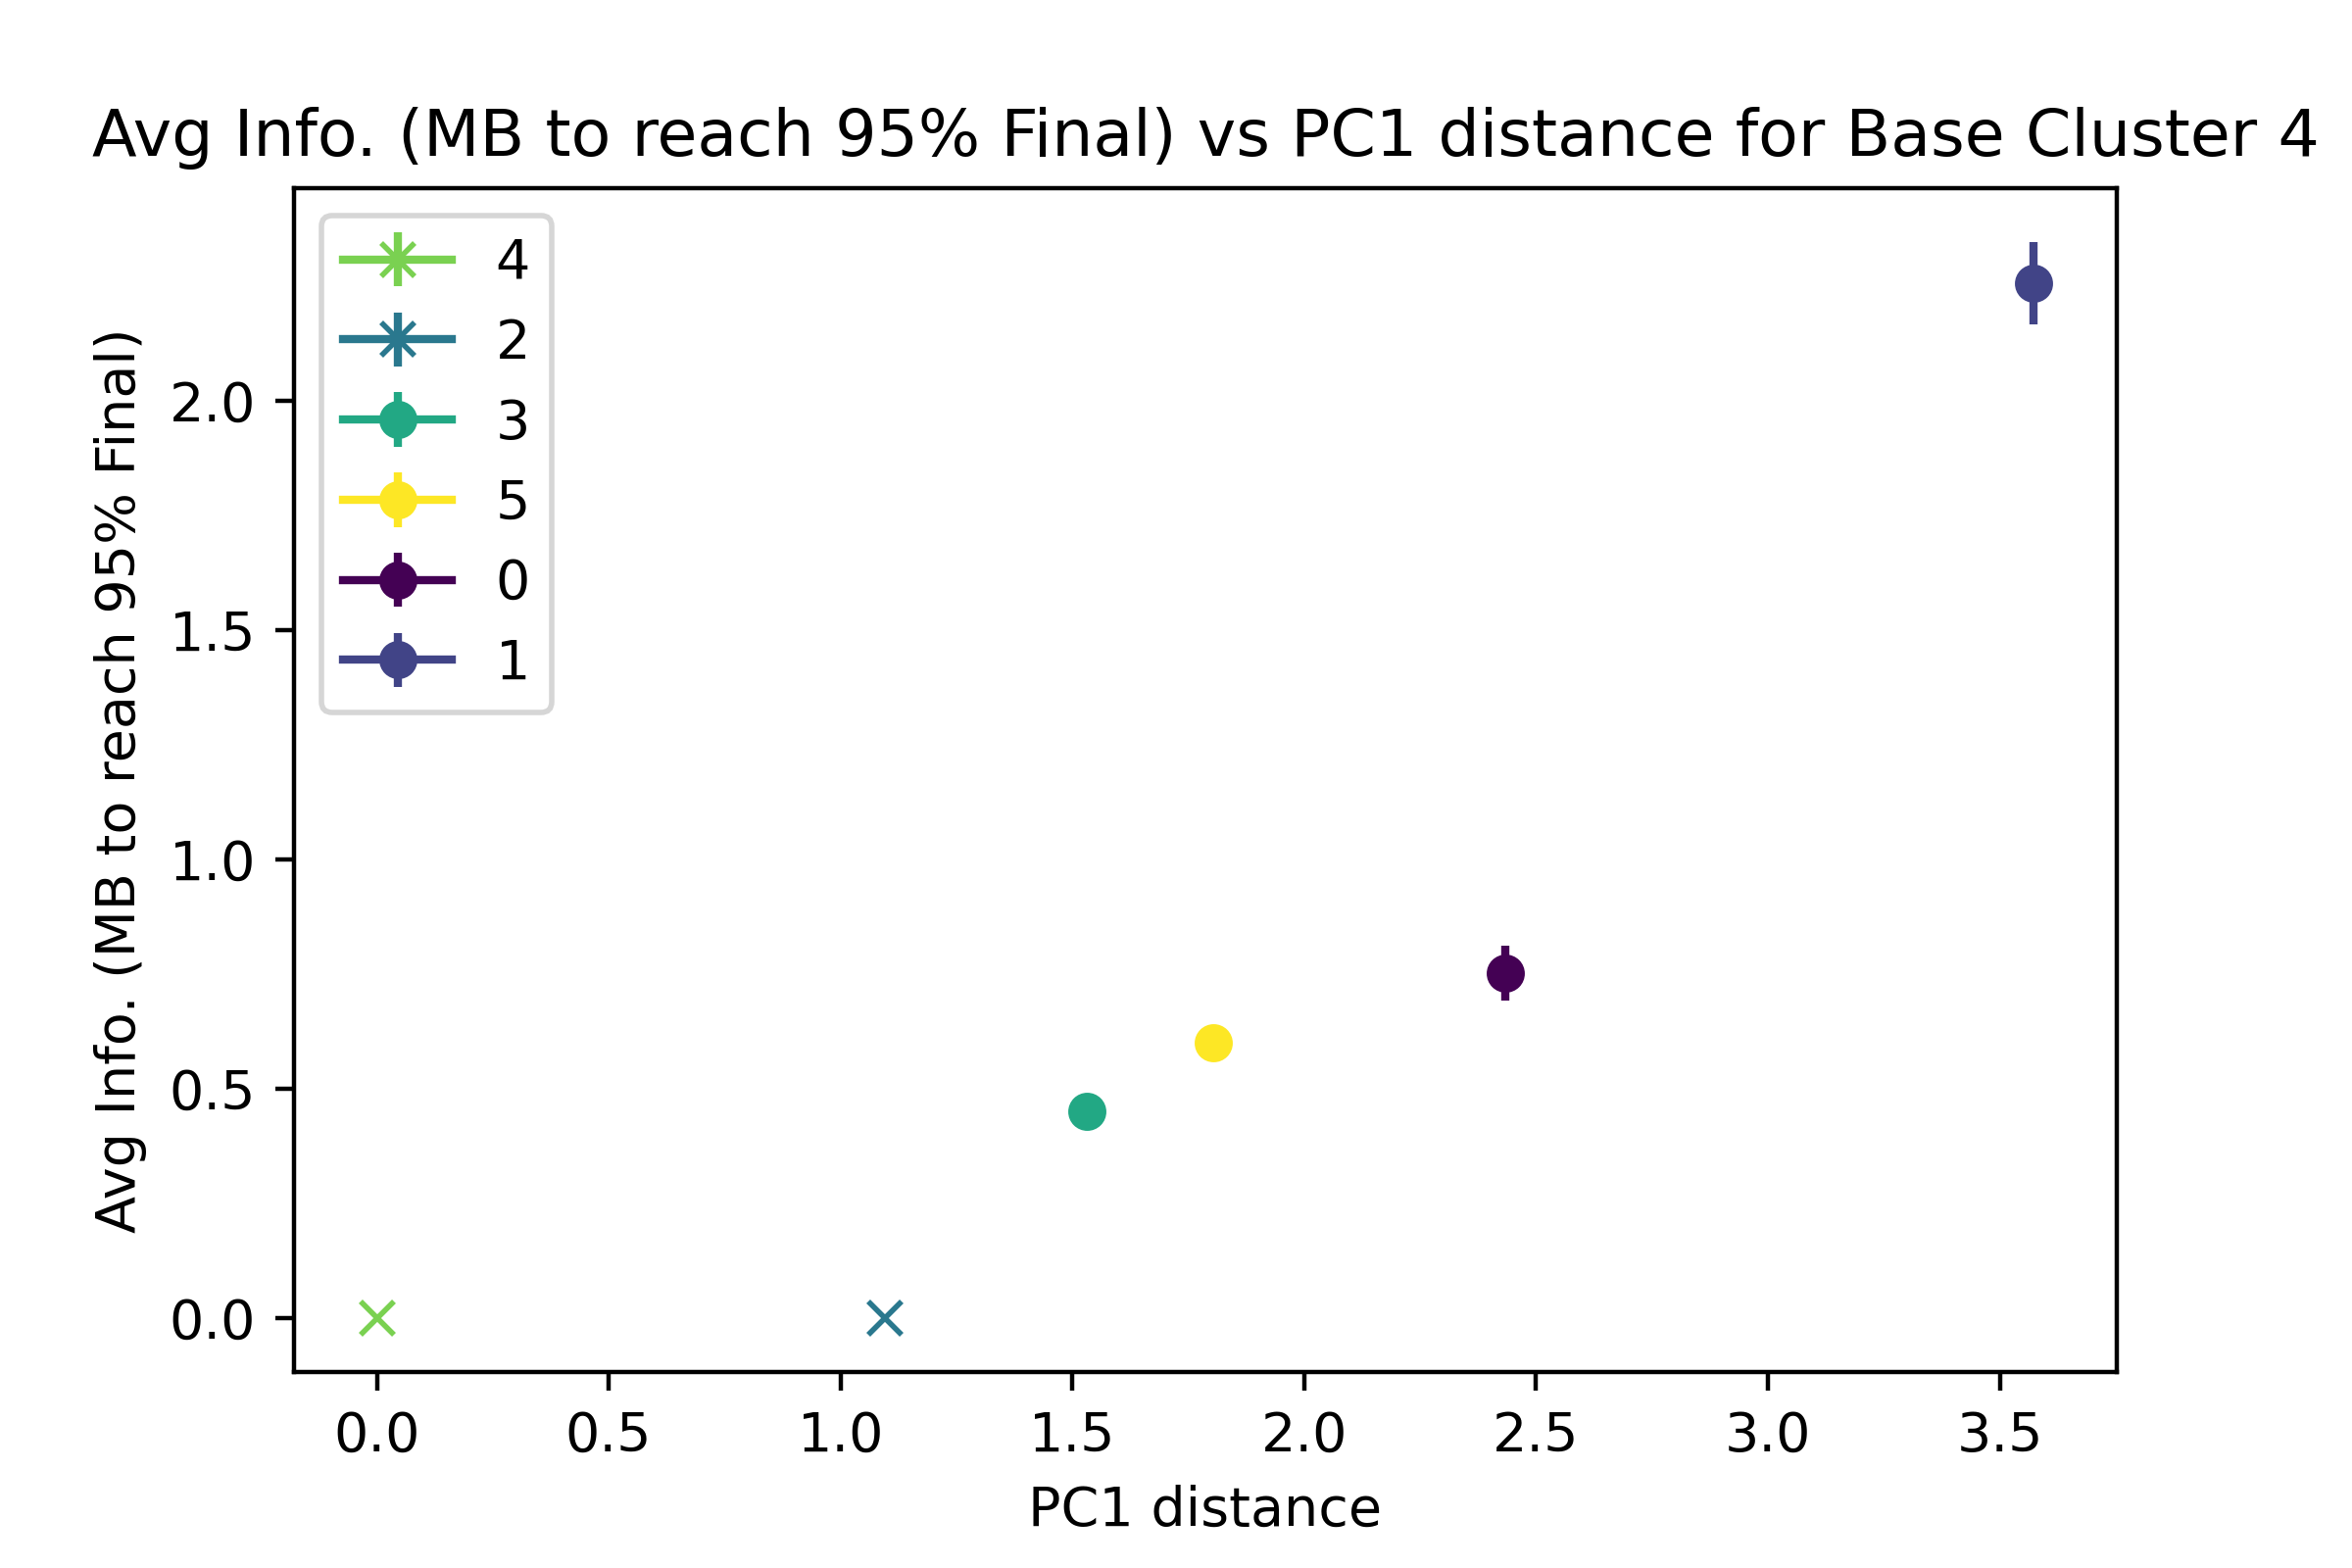 Avg Info. (MB to reach 95% Final) vs PC1 distance for Base Cluster 4
4
2
3
5
0
1
Avg Info. (MB to reach 95% Final)
2.0
1.5
1.0
0.5
0.0
0.0 0.5 1.0 1.5 2.0 2.5 3.0 3.5
PC1 distance